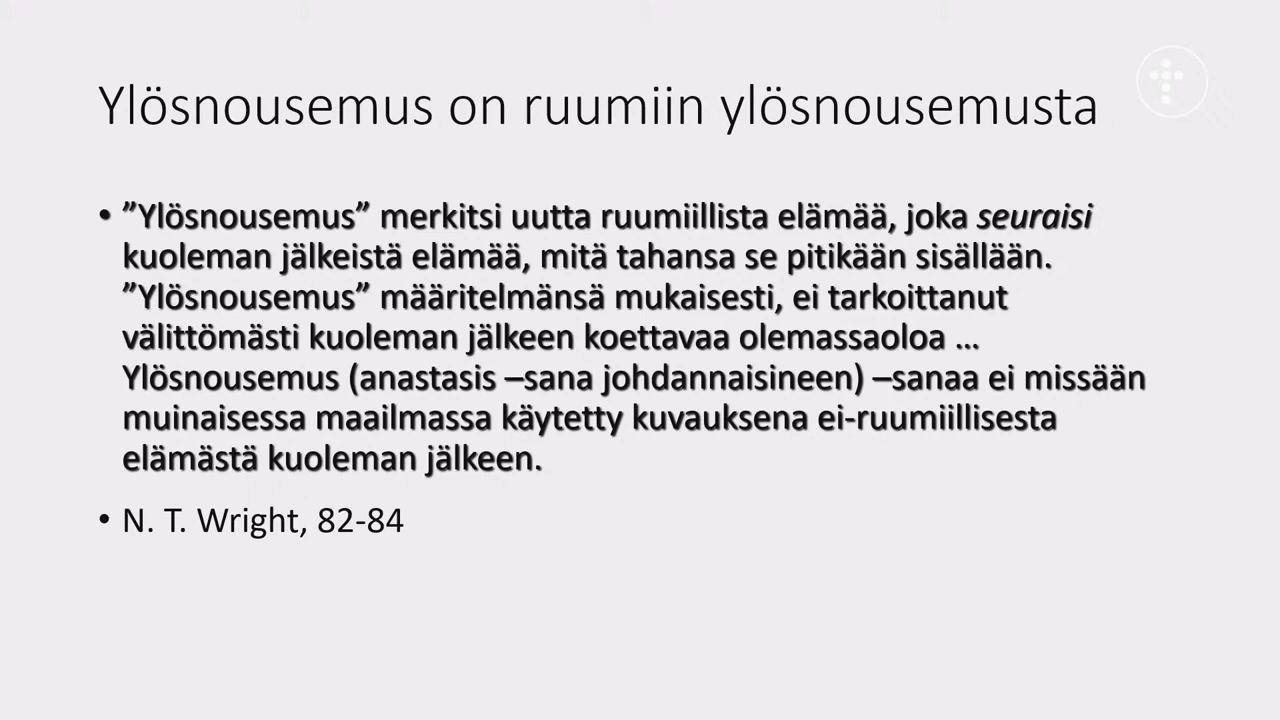 Ylösnousemus on ruumiin ylösnousemusta
• ”Ylösnousemus” merkitsi uutta ruumiillista elämää, joka seuraisi
kuoleman jälkeistä elämää, mitä tahansa se pitikään sisällään.
”Ylösnousemus” määritelmänsä mukaisesti, ei tarkoittanut
välittömästi kuoleman jälkeen koettavaa olemassaoloa …
Ylösnousemus (anastasis –sana johdannaisineen) –sanaa ei missään
muinaisessa maailmassa käytetty kuvauksena ei-ruumiillisesta
elämästä kuoleman jälkeen.
• N. T. Wright, 82-84